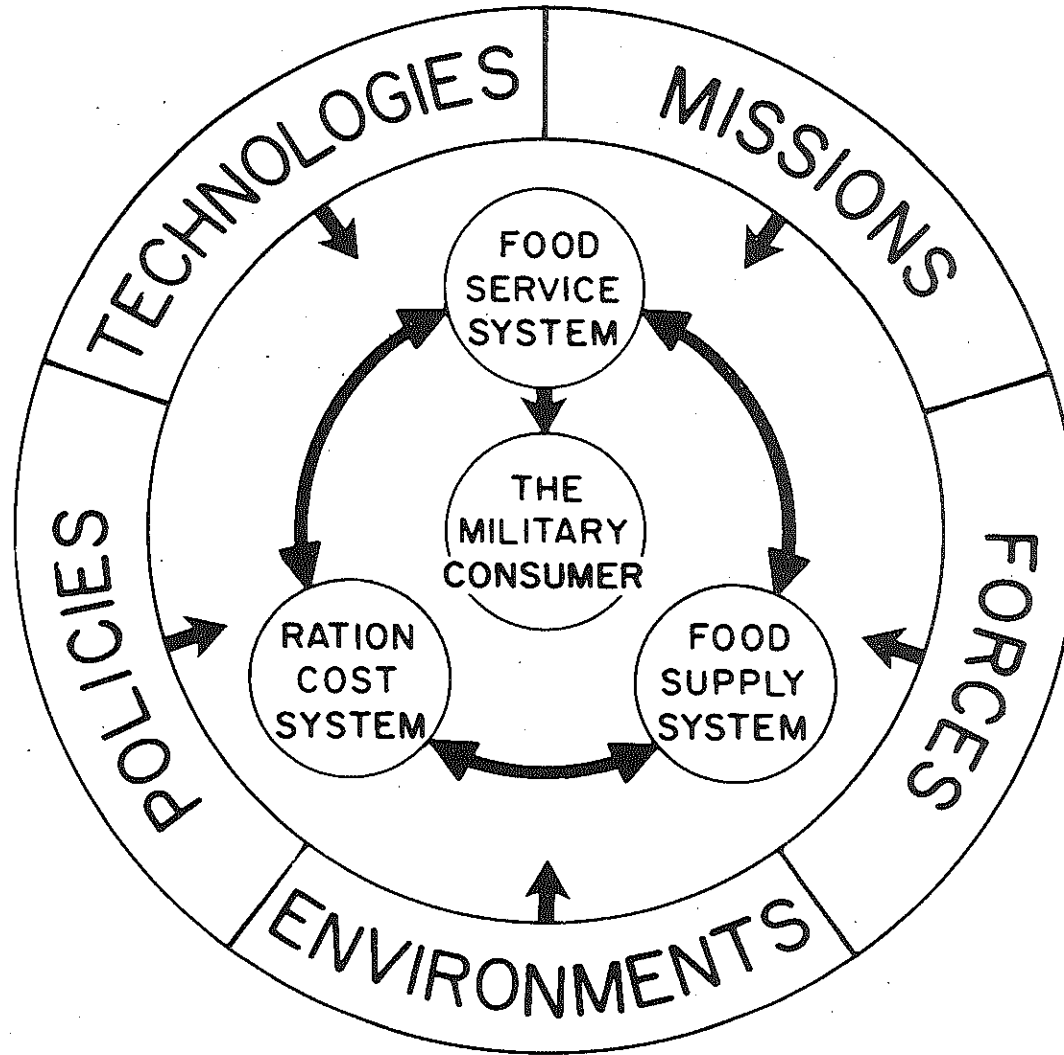 TECHNOLOGIES
MISSIONS
FORCES
ENVIRONMENTS
POLICIES
FOOD
SERVICE
SYSTEM
THE
MILITARY
CONSUMER
RATION
COST
SYSTEM
FOOD
SUPPLY
SYSTEM